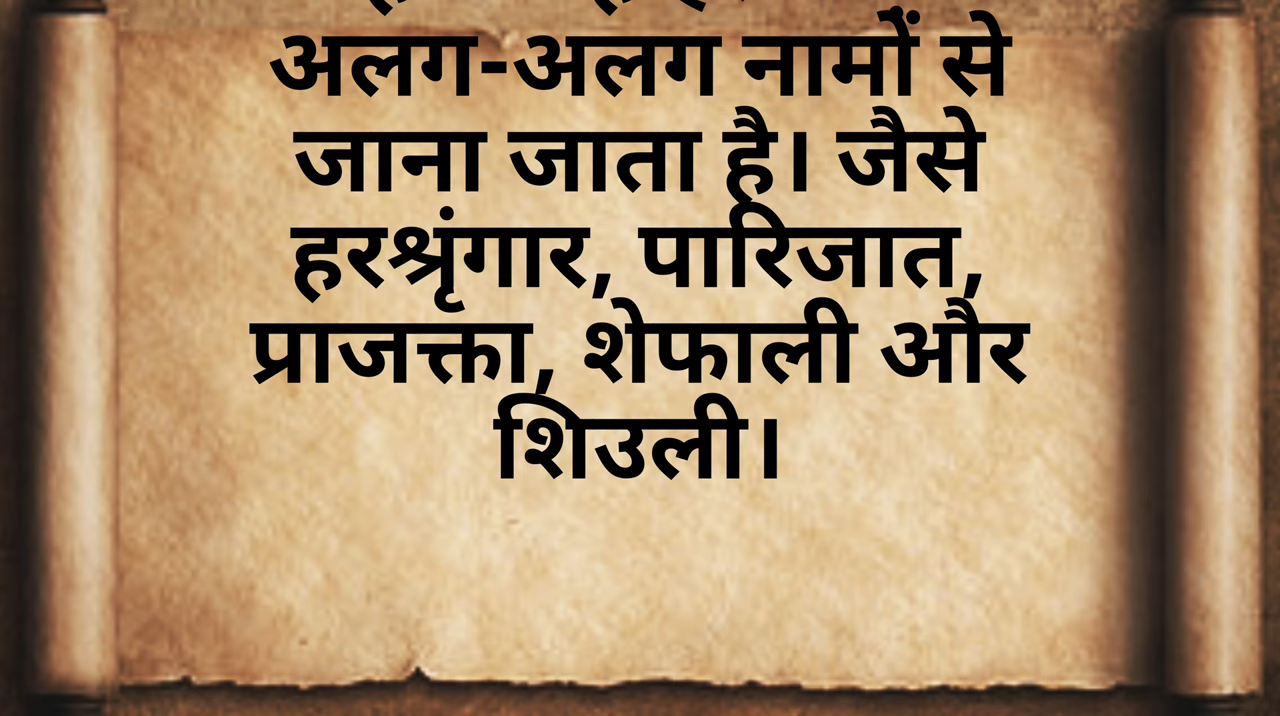 अलग-अलग नामों से
जाना जाता है। जैसे
हरश्रृंगार, पारिजात,
प्राजक्ता, शेफाली और
शिउली।